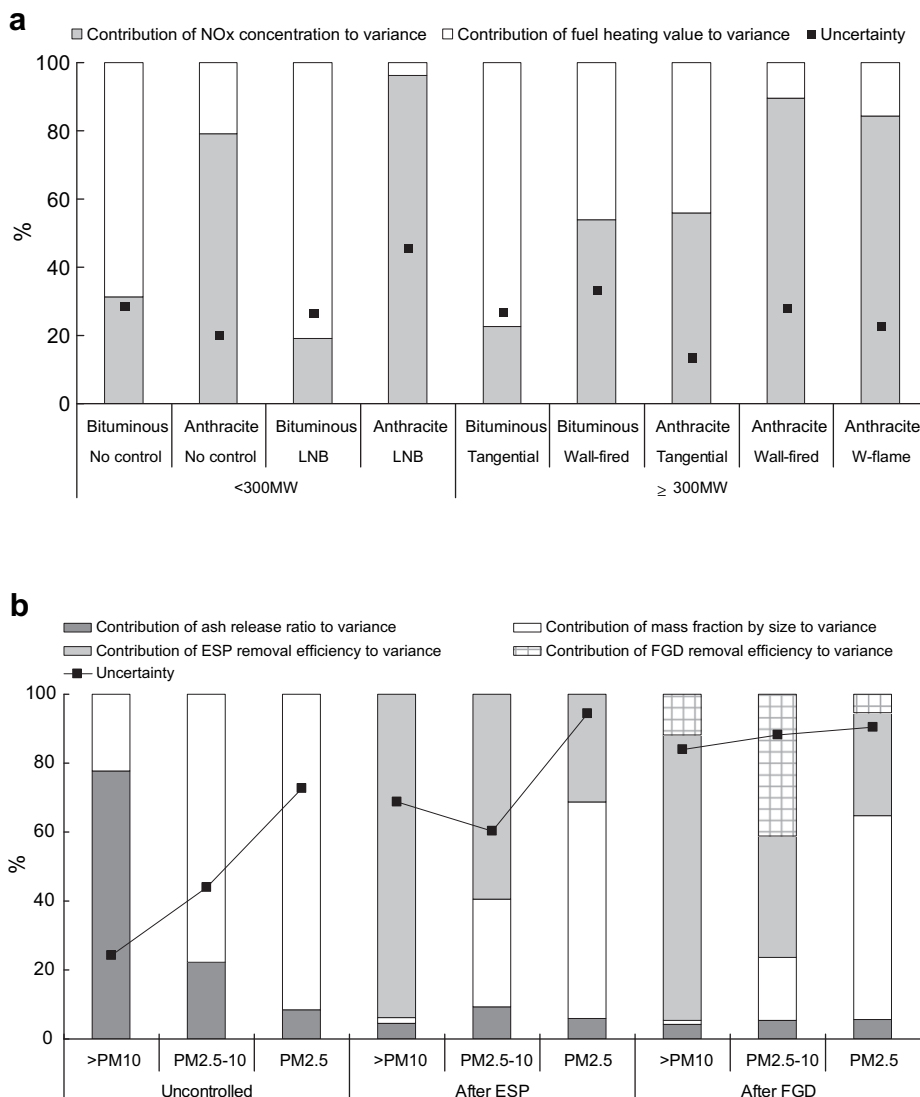 a
Contribution of NOx concentration to variance Contribution of fuel heating value to variance Uncertainty
100
80
60
40
20
0
%
Bituminous Anthracite Bituminous Anthracite Bituminous Bituminous Anthracite Anthracite Anthracite
No control No control LNB LNB Tangential Wall-fired Tangential Wall-fired W-flame
<300MW ≥ 300MW
b
Contribution of ash release ratio to variance Contribution of mass fraction by size to variance
Contribution of ESP removal efficiency to variance Contribution of FGD removal efficiency to variance
Uncertainty
100
80
60
40
20
0
%
>PM10 PM2.5-10 PM2.5 >PM10 PM2.5-10 PM2.5 >PM10 PM2.5-10 PM2.5
Uncontrolled After ESP After FGD